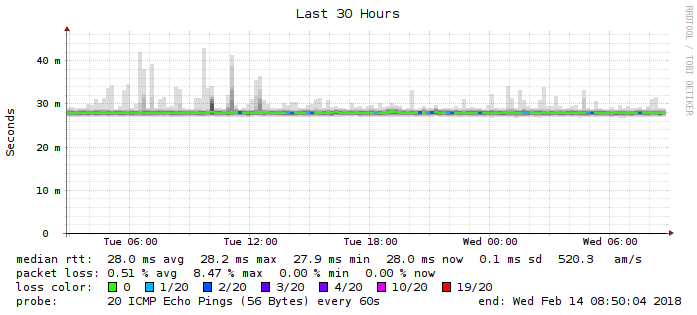 Last 30 Hours
RRDTOOL / TOBI OETIKER
Seconds
40 m
30 m
20 m
10 m
0
Tue 06:00 Tue 12:00 Tue 18:00 Wed 00:00 Wed 06:00
median rtt: 28.0 ms avg 28.2 ms max 27.9 ms min 28.0 ms now 0.1 ms sd 520.3 am/s
packet loss: 0.51 % avg 8.47 % max 0.00 % min 0.00 % now
loss color: 0 1/20 2/20 3/20 4/20 10/20 19/20
probe: 20 ICMP Echo Pings (56 Bytes) every 60s end: Wed Feb 14 08:50:04 2018